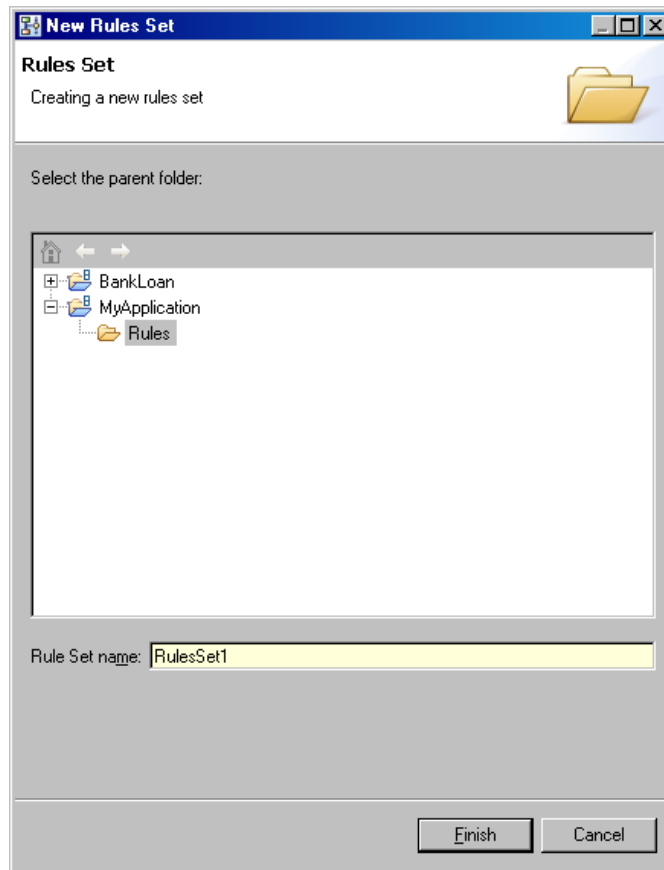 New Rules Set
Rules Set
Creating a new rules set
Select the parent folder:
BankLoan
MyApplication
Rules
Rule Set name: RulesSet1
Finish Cancel